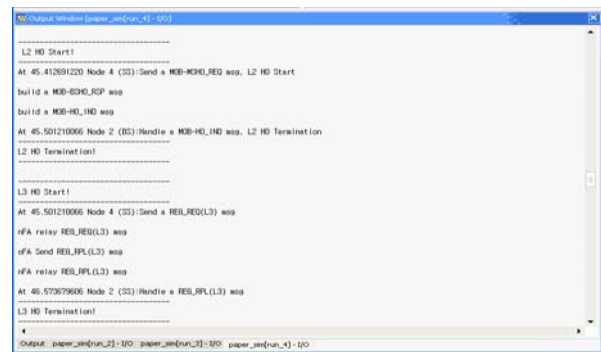 Output Window [paper_sim[run_4] - I/O]
------------------------------------
L2 HO Start!
------------------------------------
At 45.412691220 Node 4 (SS):Send a MOB-MSHO_REQ msg, L2 HO Start
build a MOB-BSHO_RSP msg
build a MOB-HO_IND msg
At 45.501210066 Node 2 (BS):Handle a MOB-HO_IND msg, L2 HO Termination
------------------------------------
L2 HO Termination!
------------------------------------
------------------------------------
L3 HO Start!
------------------------------------
At 45.501210066 Node 4 (SS):Send a REG_REQ(L3) msg
nFA relay REG_REQ(L3) msg
oFA Send REG_RPL(L3) msg
nFA relay REG_RPL(L3) msg
At 46.573679606 Node 2 (SS):Handle a REG_RPL(L3) msg
------------------------------------
L3 HO Termination!
------------------------------------
Output paper_sim[run_2] - I/O paper_sim[run_3] - I/O paper_sim[run_4] - I/O